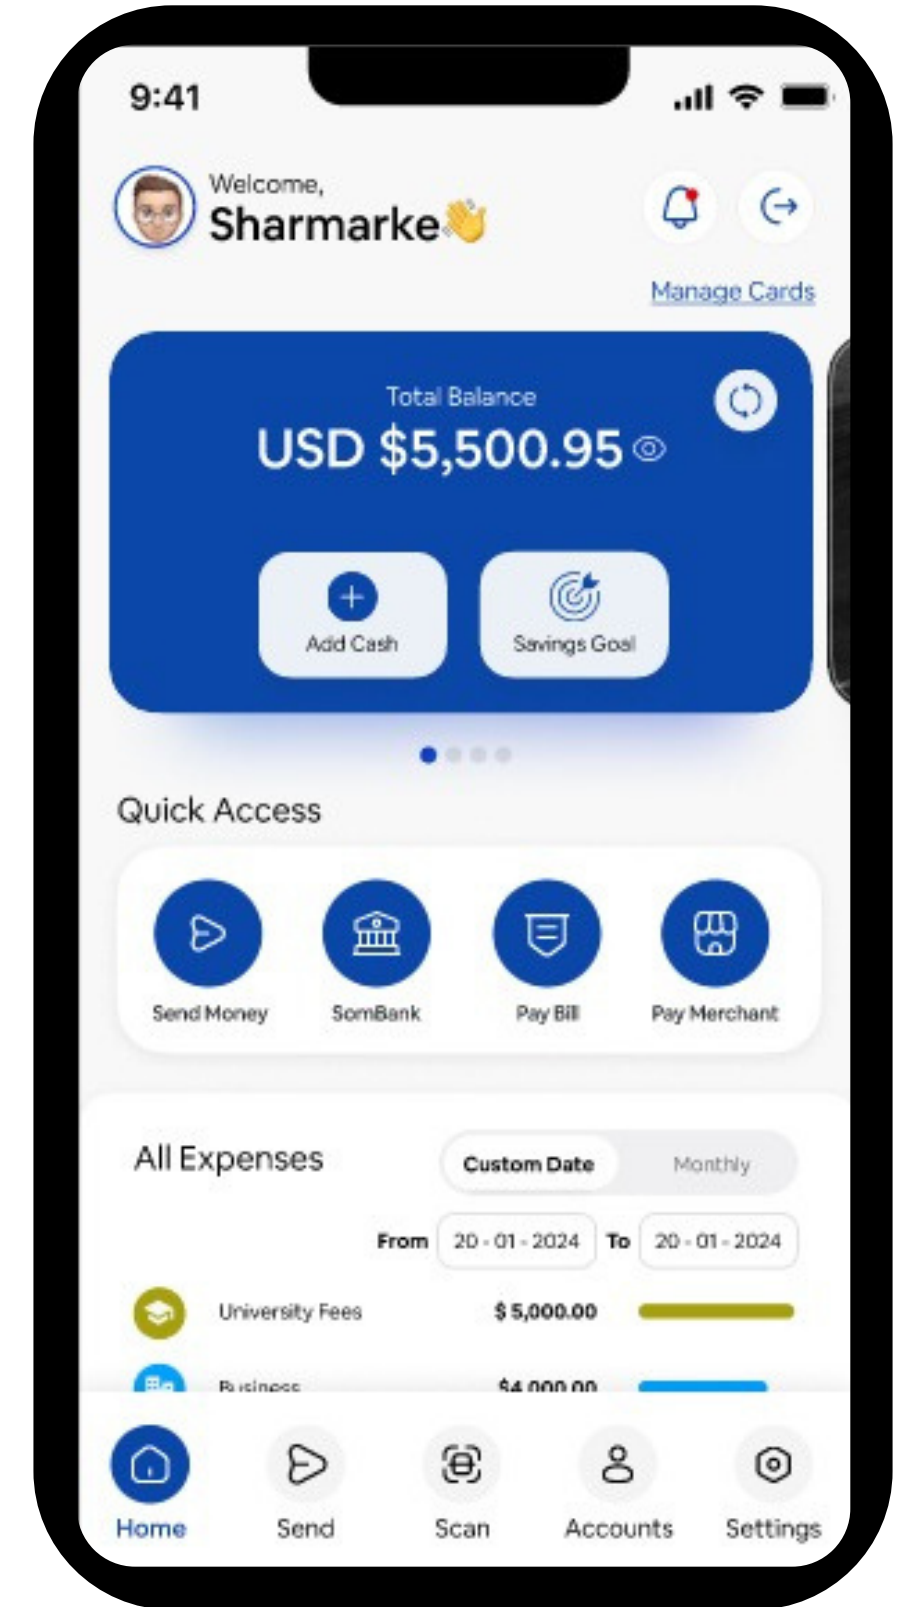 9:41
Welcome,
Sharmarke
Manage Cards
Total Balance
USD $5,500.95
Add Cash
Savings Goal
Quick Access
Send Money
SomBank
Pay Bill
Pay Merchant
All Expenses
Custom Date
Monthly
From 20 - 01 - 2024 To 20 - 01 - 2024
University Fees $ 5,000.00
Business $4,000.00
Home
Send
Scan
Accounts
Settings